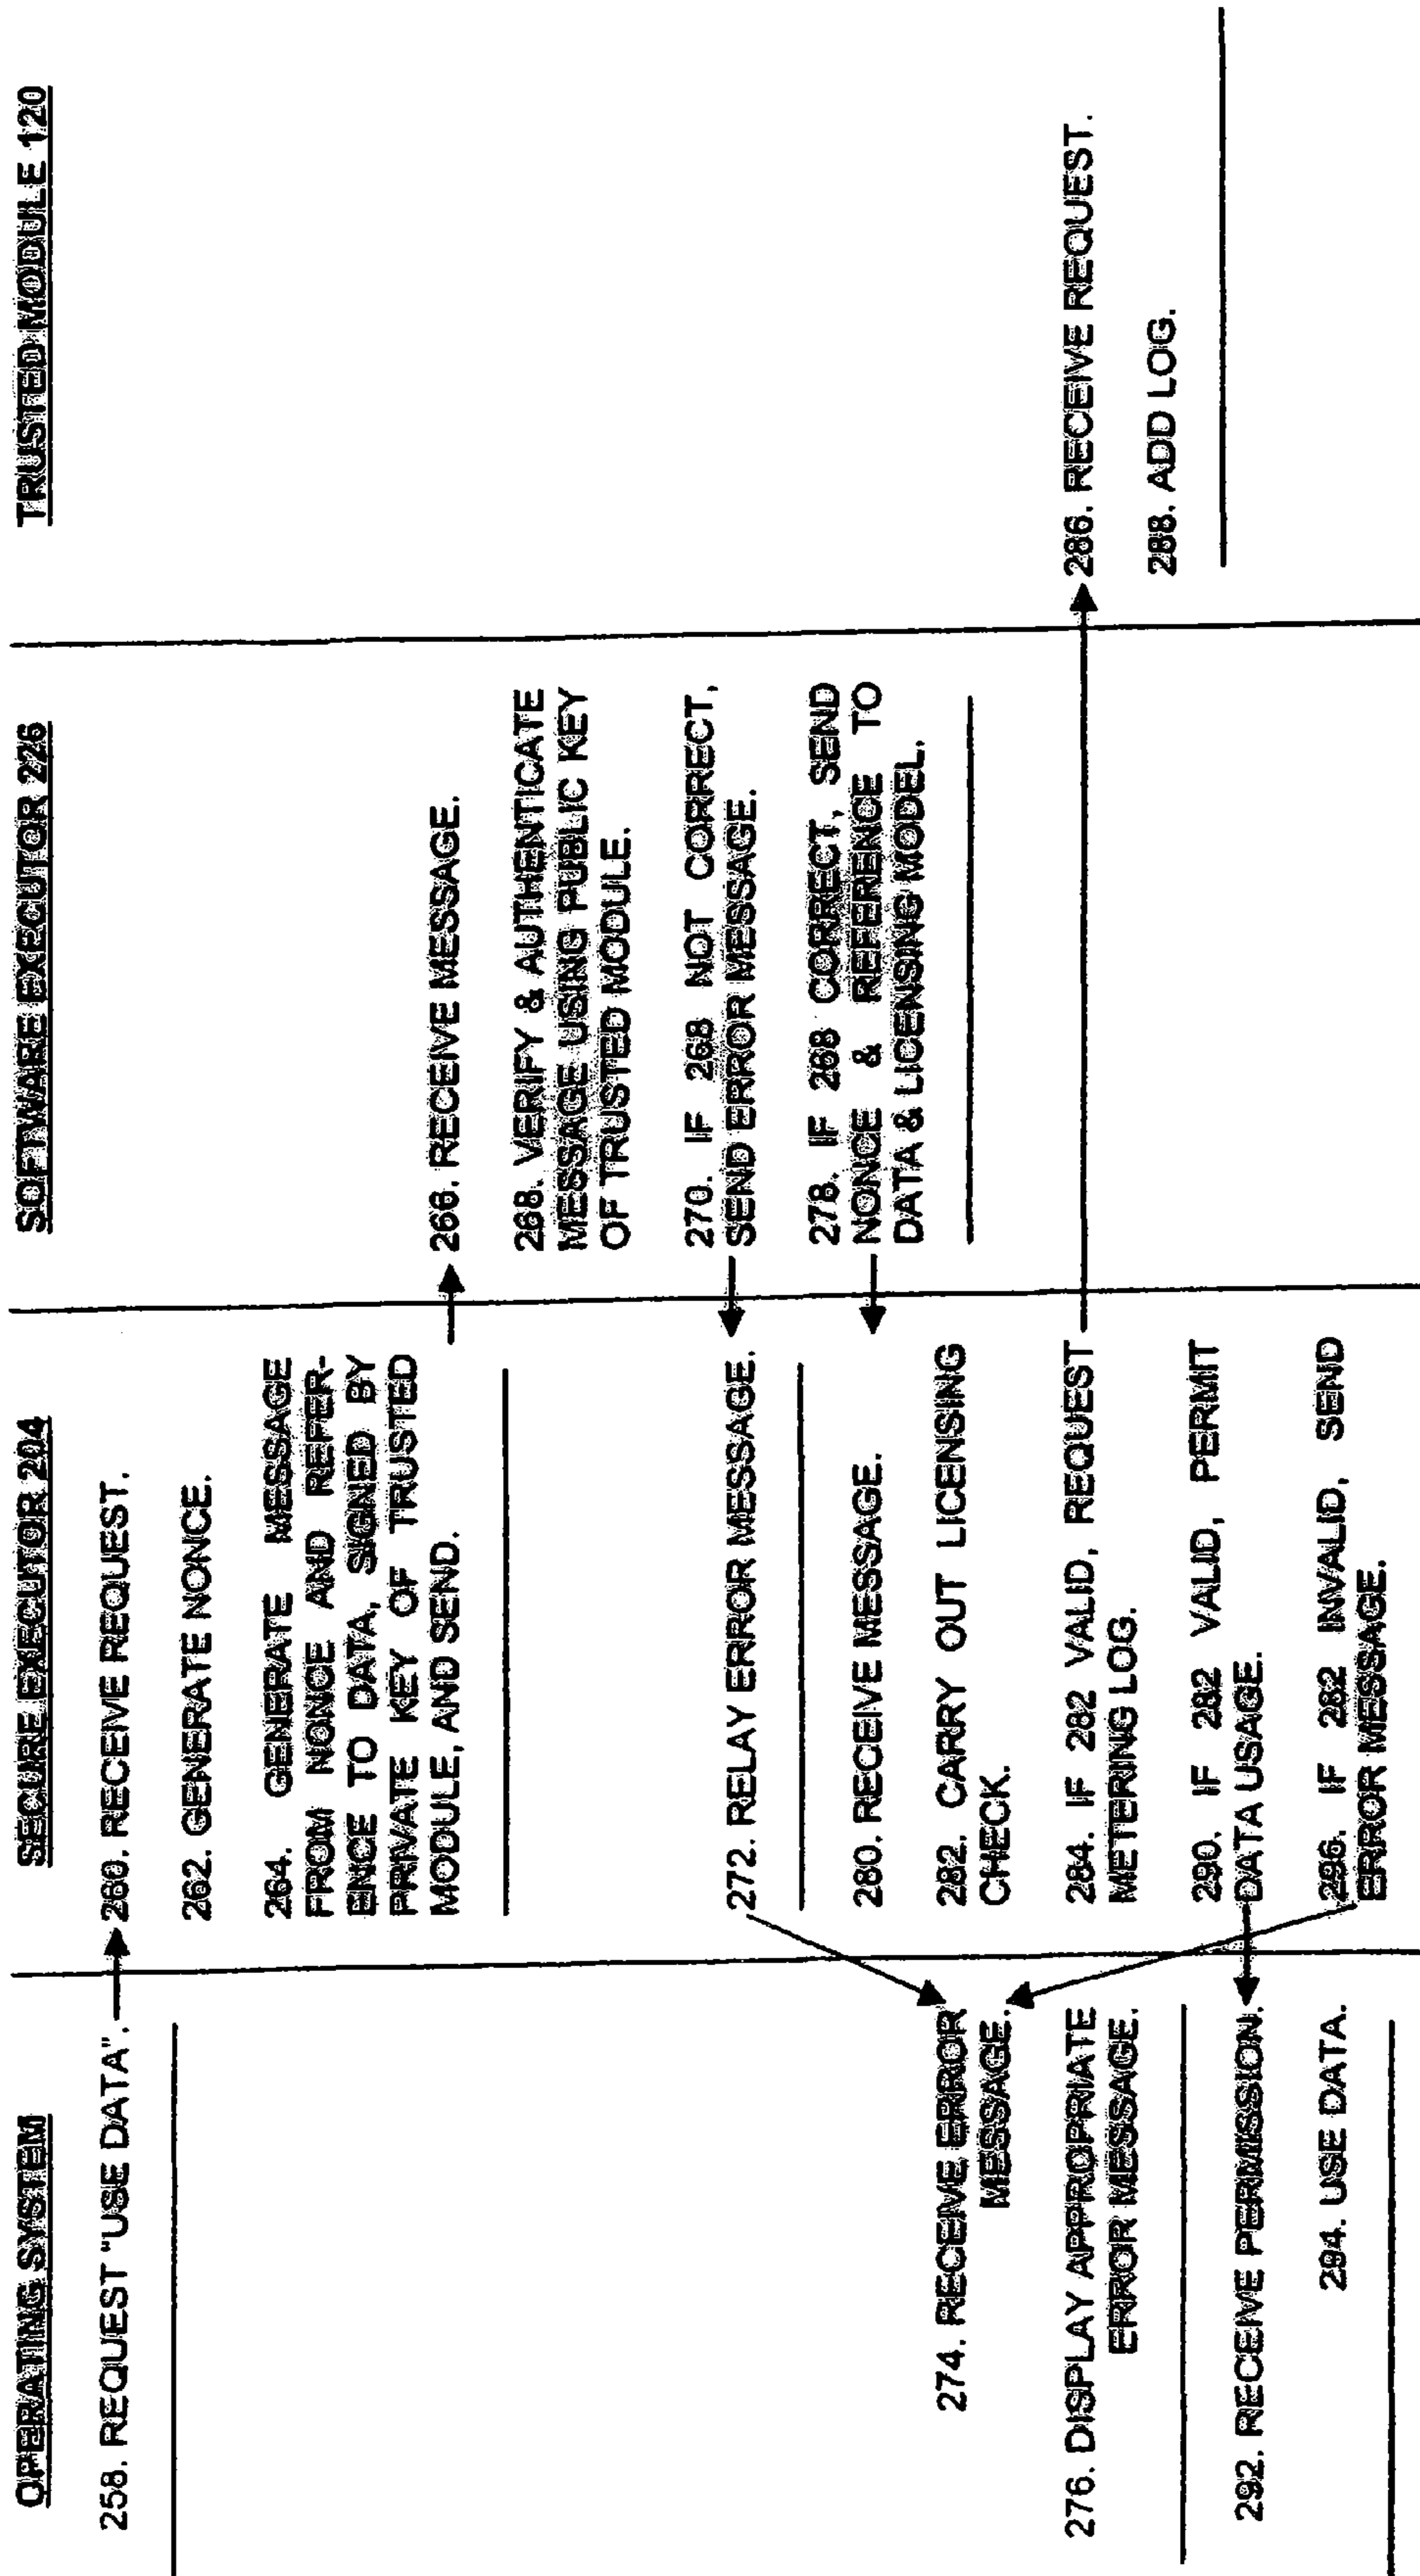 OPERATING SYSTEM
258. REQUEST "USE DATA".
274. RECEIVE ERROR
MESSAGE.
276. DISPLAY APPROPRIATE
ERROR MESSAGE.
292. RECEIVE PERMISSION.
294. USE DATA.
SECURE EXECUTOR 204
260. RECEIVE REQUEST.
262. GENERATE NONCE.
264. GENERATE MESSAGE
FROM NONCE AND REFER-
ENCE TO DATA, SIGNED BY
PRIVATE KEY OF TRUSTED
MODULE, AND SEND.
272. RELAY ERROR MESSAGE.
280. RECEIVE MESSAGE.
282. CARRY OUT LICENSING
CHECK.
284. IF 282 VALID, REQUEST
METERING LOG.
290. IF 282 VALID, PERMIT
DATA USAGE.
296. IF 282 INVALID, SEND
ERROR MESSAGE.
SOFTWARE EXECUTOR 226
266. RECEIVE MESSAGE.
268. VERIFY & AUTHENTICATE
MESSAGE USING PUBLIC KEY
OF TRUSTED MODULE.
270. IF 268 NOT CORRECT,
SEND ERROR MESSAGE.
278. IF 268 CORRECT, SEND
NONCE & REFERENCE TO
DATA & LICENSING MODEL.
TRUSTED MODULE 120
286. RECEIVE REQUEST.
288. ADD LOG.